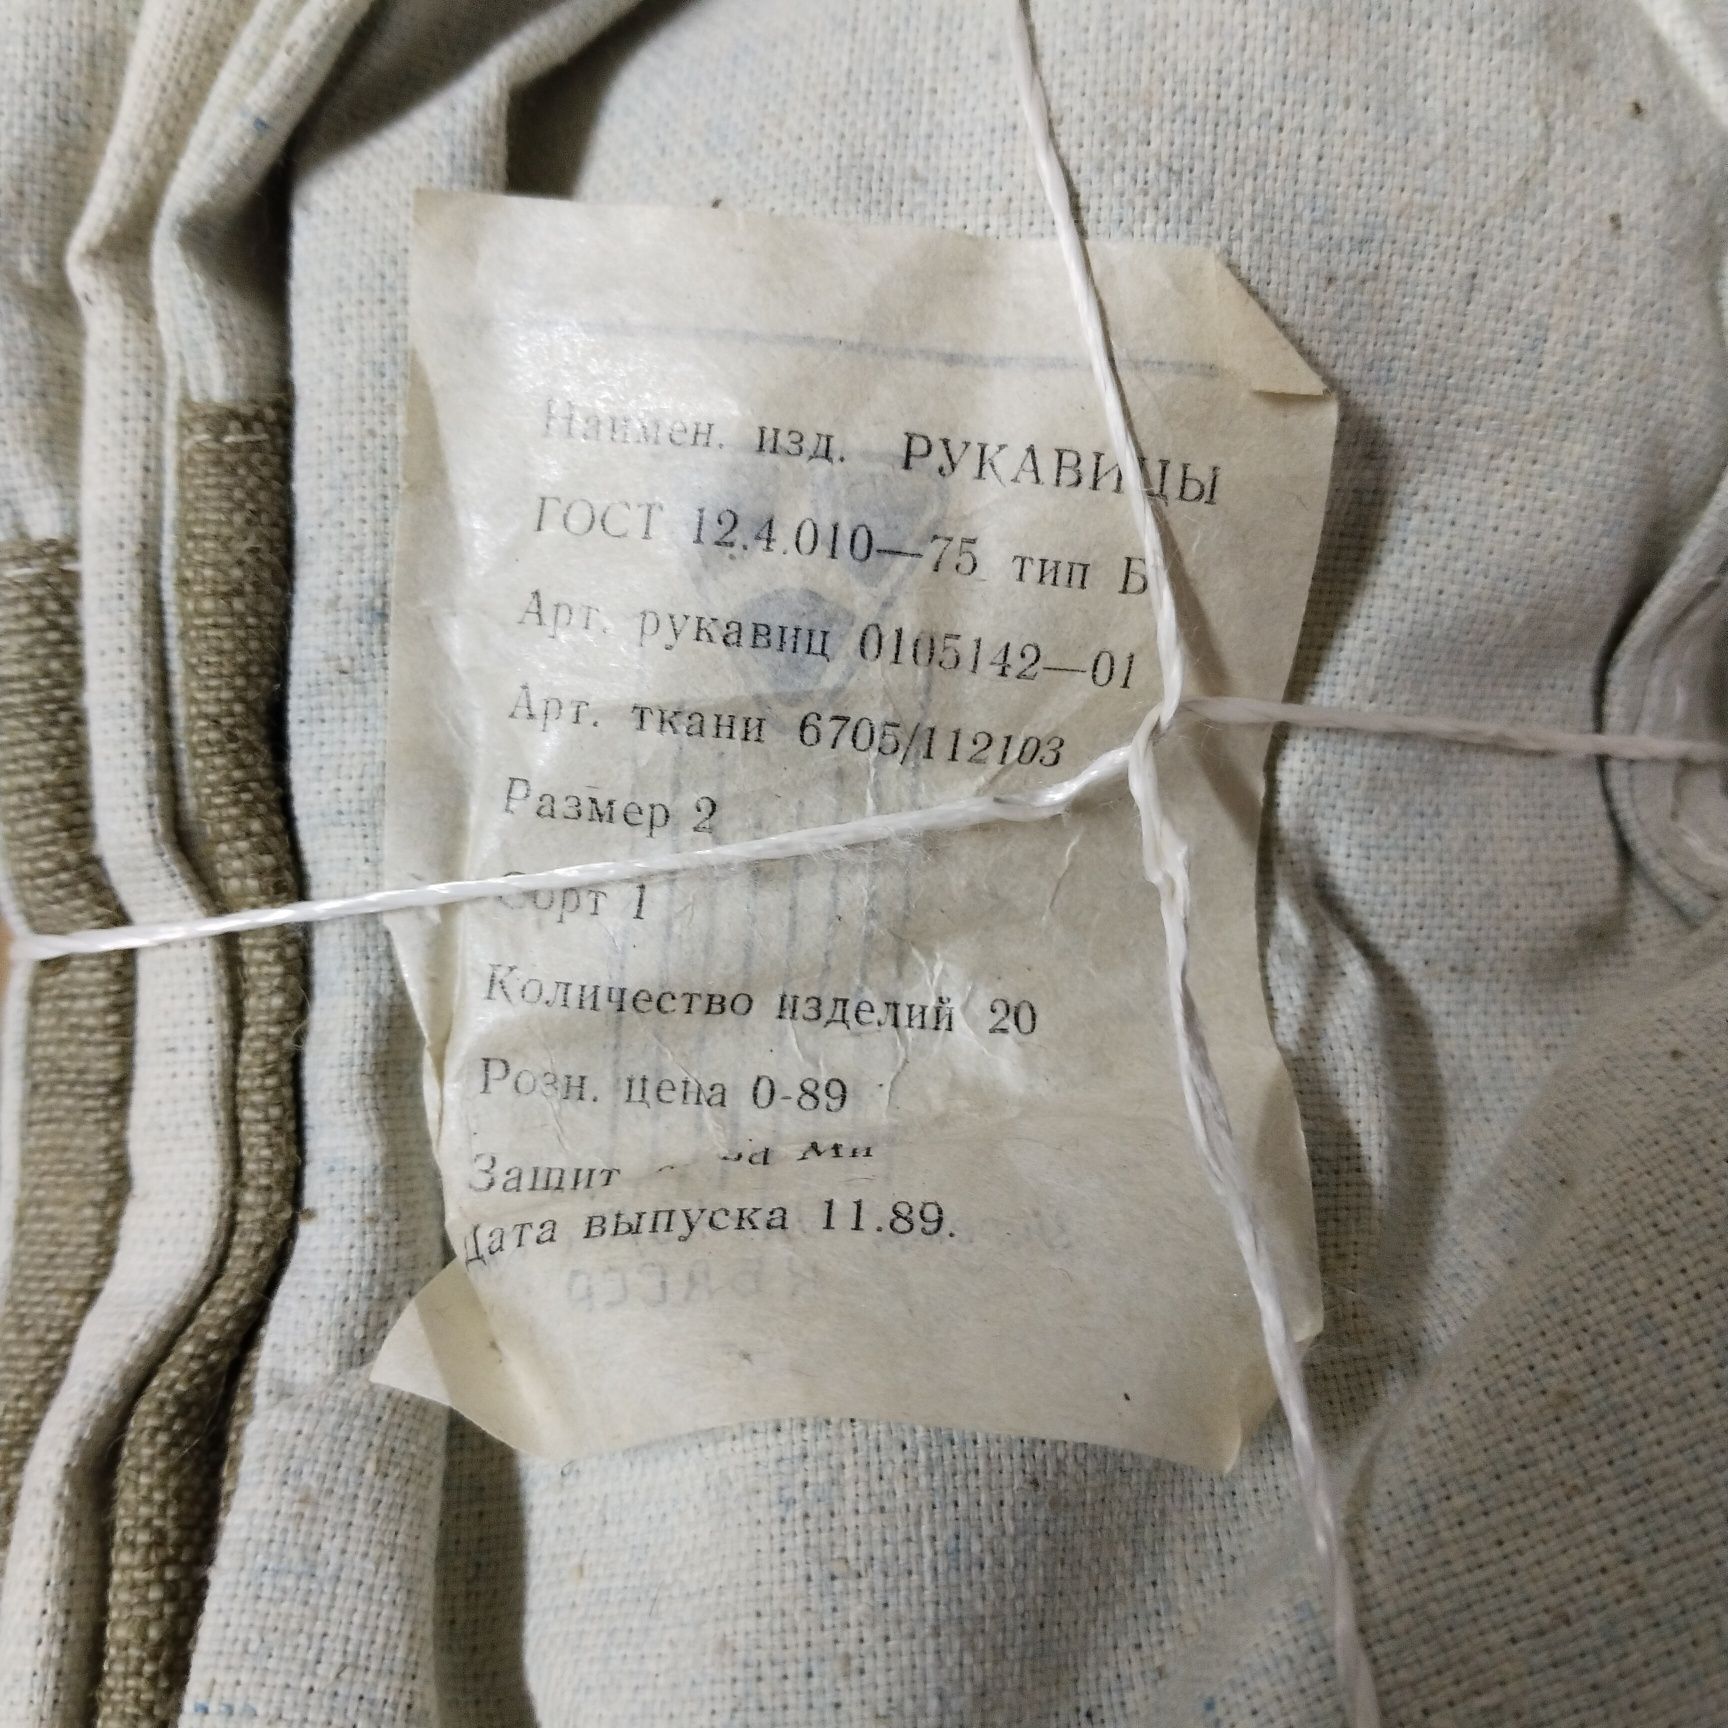 Наимен. изд. РУКАВИЦЫ
ГОСТ 12.4.010—75 тип Б
Арт. рукавиц 0105142—01
Арт. ткани 6705/112103
Размер 2
Сорт 1
Количество изделий 20
Розн. цена 0-89
Защит
Дата выпуска 11.89.